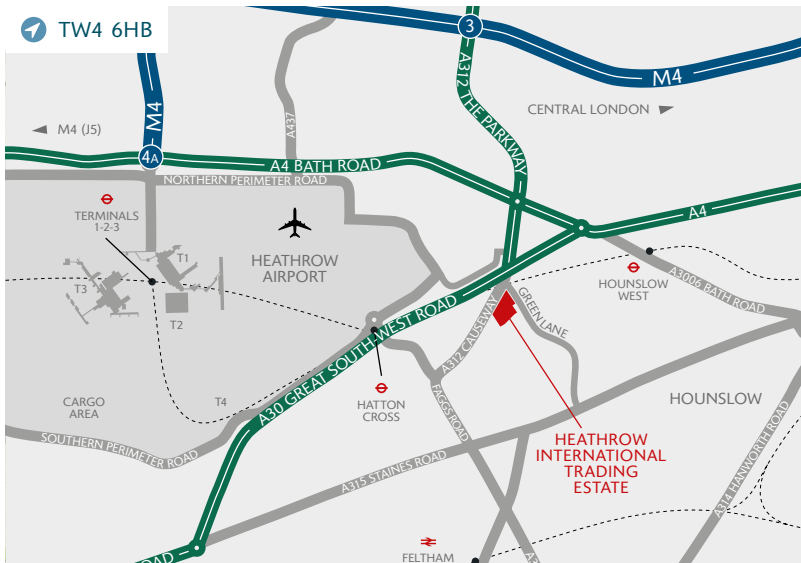 TW4 6HB
3
M4
M4
A312 THE PARKWAY
CENTRAL LONDON
M4 (J5)
A437
4A
A4 BATH ROAD
NORTHERN PERIMETER ROAD
TERMINALS
1-2-3
A4
T1
HEATHROW
AIRPORT
T3
T2
HOUNSLOW
WEST
A3006 BATH ROAD
GREEN LANE
A312 CAUSEWAY
A30 GREAT SOUTH-WEST ROAD
CARGO
AREA
T4
HATTON
CROSS
FAGGS ROAD
HOUNSLOW
SOUTHERN PERIMETER ROAD
HEATHROW
INTERNATIONAL
TRADING
ESTATE
A315 STAINES ROAD
A314 HANWORTH ROAD
FELTHAM